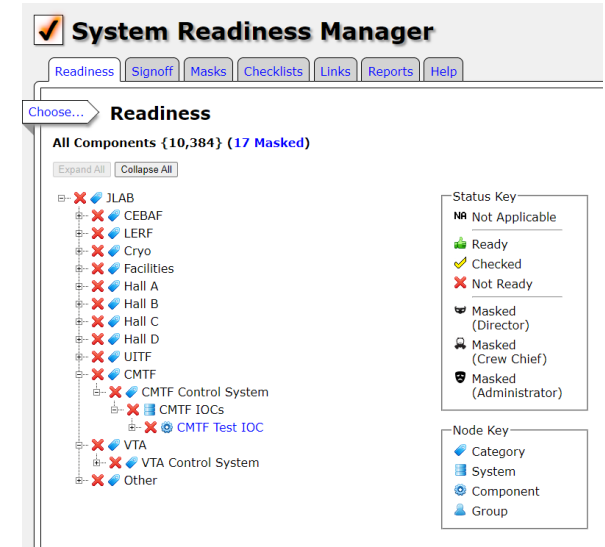 System Readiness Manager
Readiness Signoff Masks Checklists Links Reports Help
Choose... Readiness
All Components {10,384} (17 Masked)
Expand All Collapse All
JLAB
CEBAF
LERF
Cryo
Facilities
Hall A
Hall B
Hall C
Hall D
UITF
CMTF
CMTF Control System
CMTF IOCs
CMTF Test IOC
VTA
VTA Control System
Other
Status Key
NA Not Applicable
Ready
Checked
Not Ready
Masked
(Director)
Masked
(Crew Chief)
Masked
(Administrator)
Node Key
Category
System
Component
Group